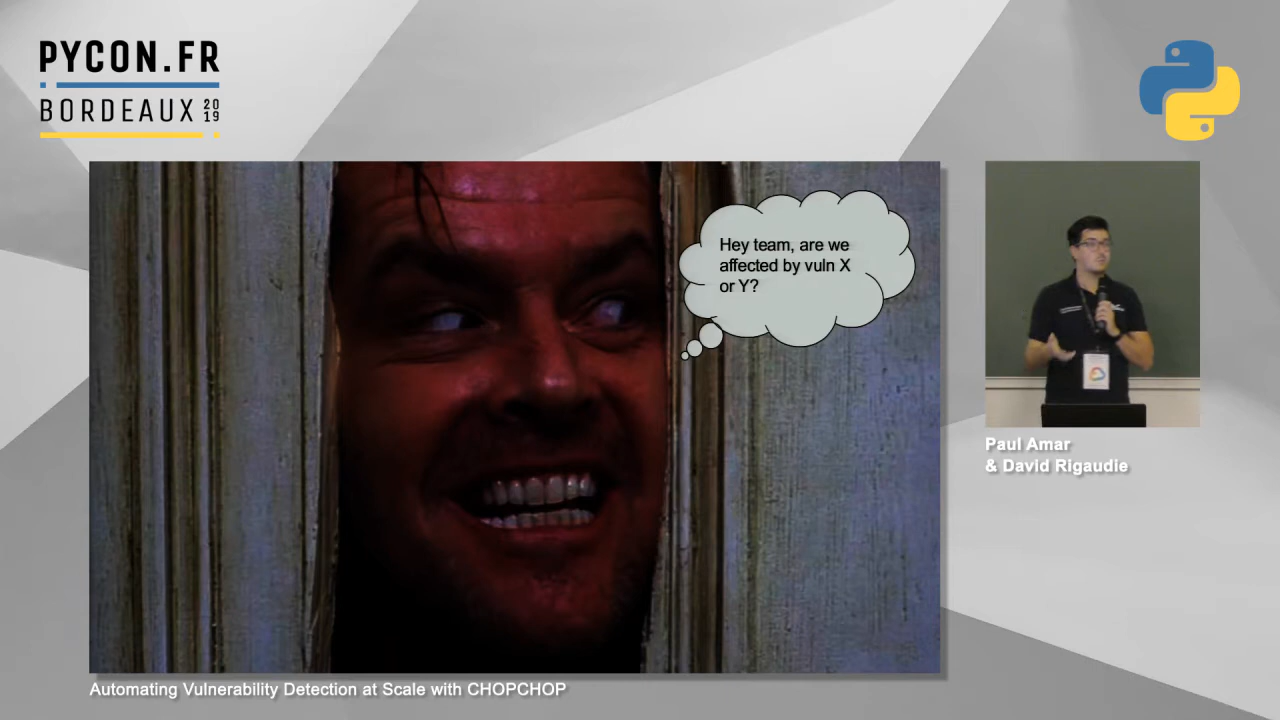 PYCON.FR
BORDEAUX 2019
Hey team, are we
affected by vuln X
or Y?
Paul Amar
& David Rigaudie
Automating Vulnerability Detection at Scale with CHOPCHOP